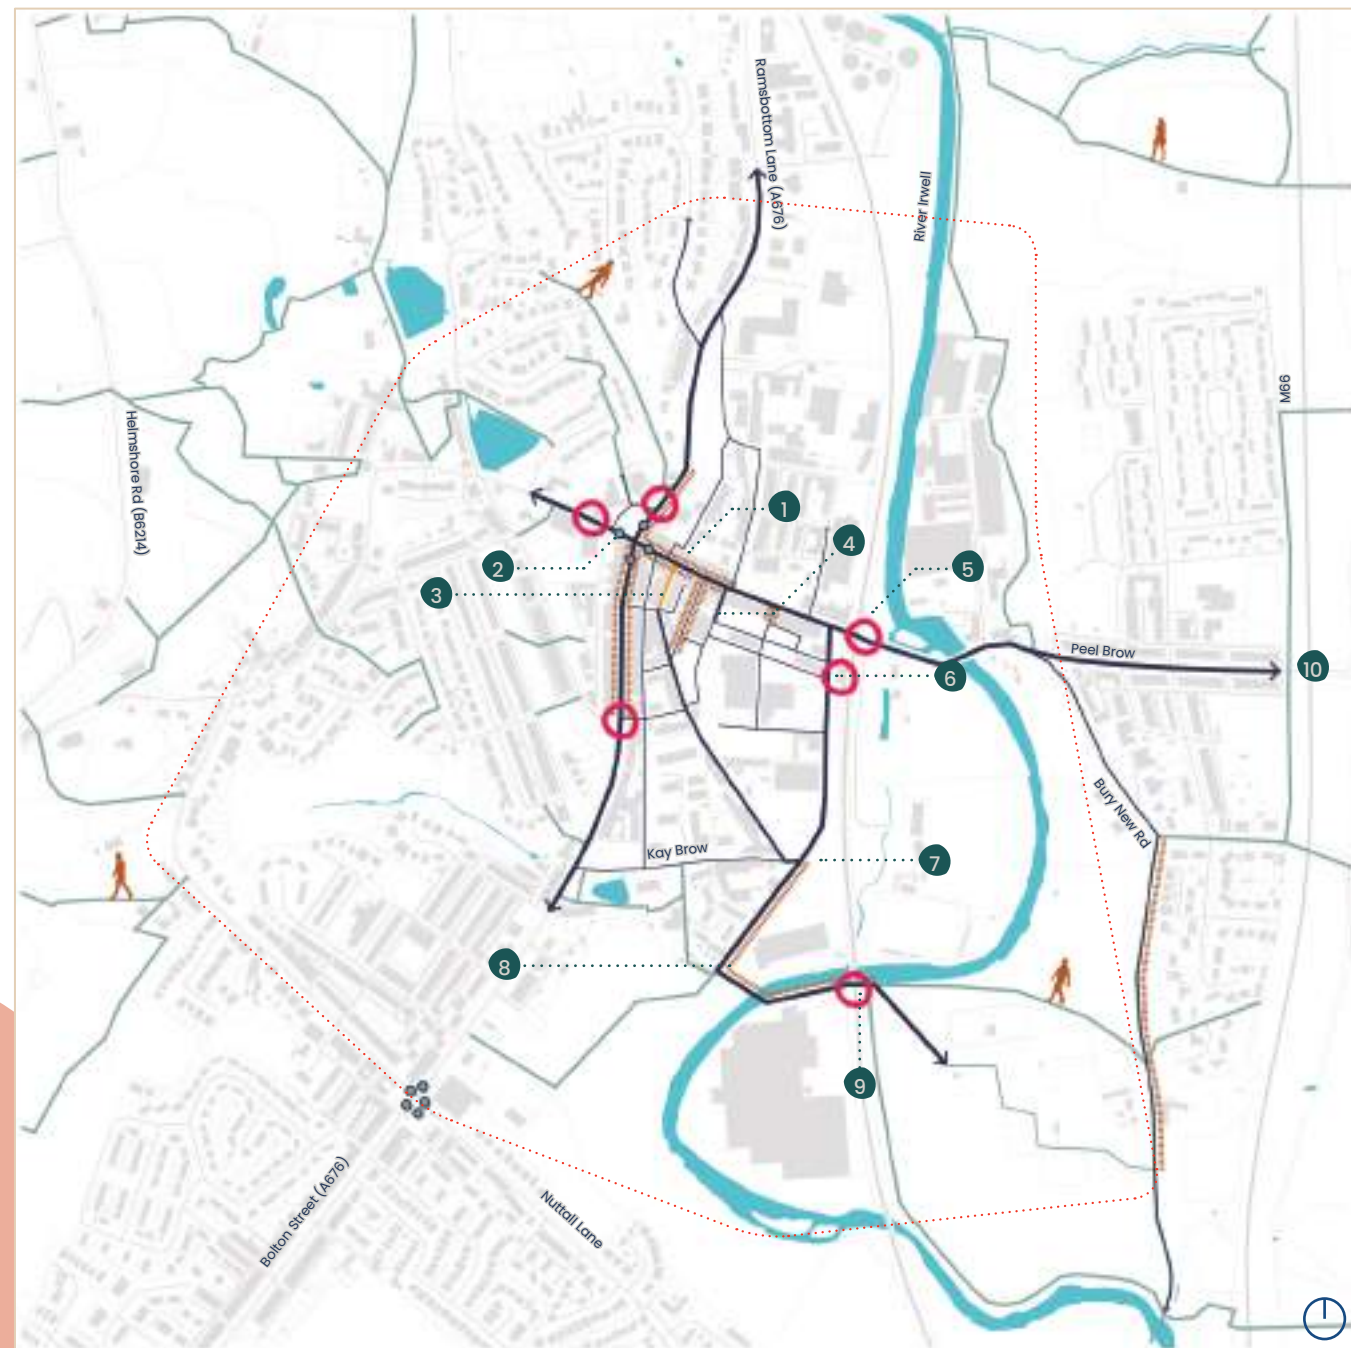 Ramsbottom Lane (A676)
River Irwell
M66
Helmshore Rd (B6214)
1
2
3
4
5
Peel Brow
10
6
Bury New Rd
Kay Brow
7
8
9
Bolton Street (A676)
Nuttall Lane